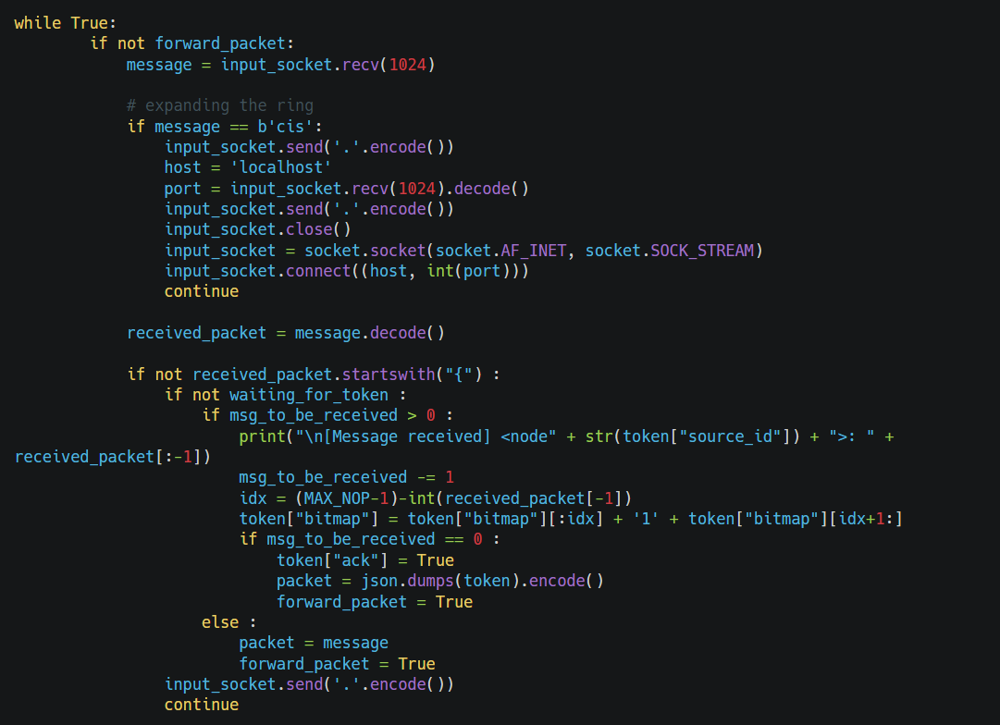 while True:
        if not forward_packet:
            message = input_socket.recv(1024)

            # expanding the ring
            if message == b'cis':
                input_socket.send('.'.encode())
                host = 'localhost'
                port = input_socket.recv(1024).decode()
                input_socket.send('.'.encode())
                input_socket.close()
                input_socket = socket.socket(socket.AF_INET, socket.SOCK_STREAM)
                input_socket.connect((host, int(port)))
                continue

            received_packet = message.decode()

            if not received_packet.startswith("{") :
                if not waiting_for_token :
                    if msg_to_be_received > 0 :
                        print("\n[Message received] <node" + str(token["source_id"]) + ">: " +
received_packet[:-1])
                        msg_to_be_received -= 1
                        idx = (MAX_NOP-1)-int(received_packet[-1])
                        token["bitmap"] = token["bitmap"][:idx] + '1' + token["bitmap"][idx+1:]
                        if msg_to_be_received == 0 :
                            token["ack"] = True
                            packet = json.dumps(token).encode()
                            forward_packet = True
                    else :
                        packet = message
                        forward_packet = True
                input_socket.send('.'.encode())
                continue